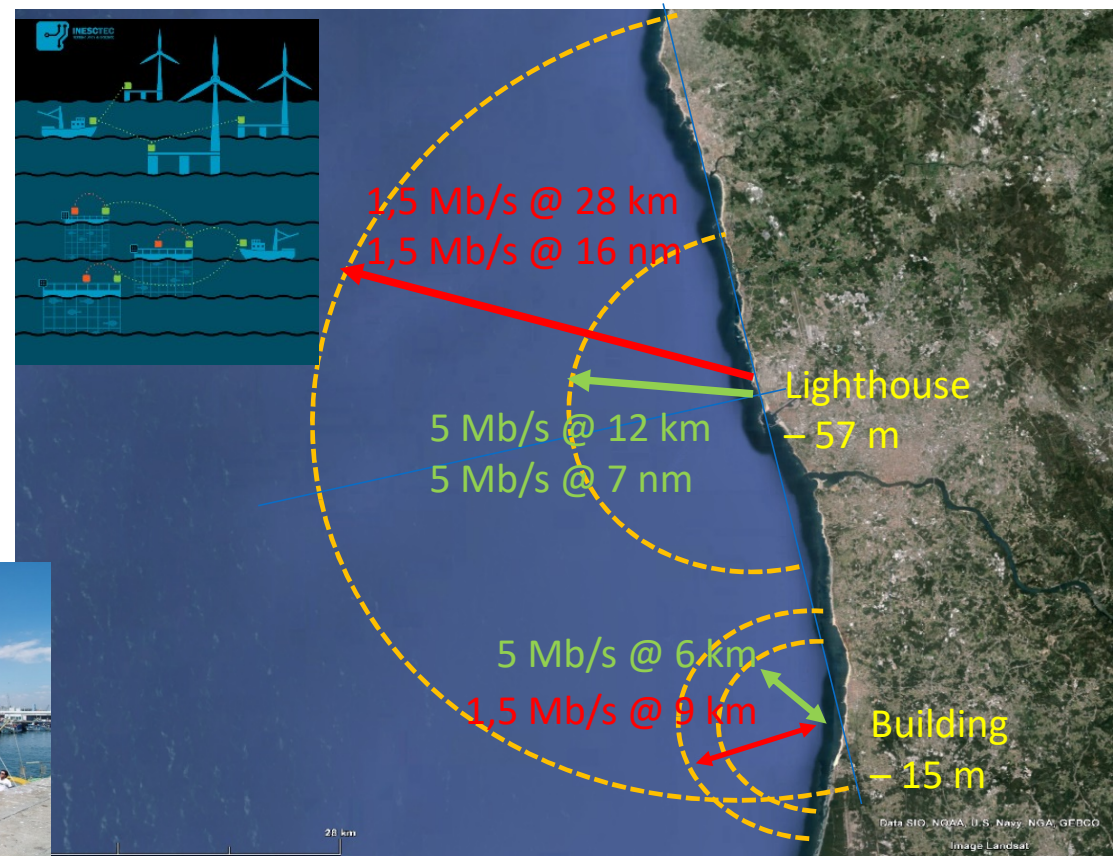 INESCTEC
1,5 Mb/s @ 28 km
1,5 Mb/s @ 16 nm
Lighthouse
– 57 m
5 Mb/s @ 12 km
5 Mb/s @ 7 nm
5 Mb/s @ 6 km
1,5 Mb/s @ 9 km
Building
– 15 m
28 km
Data SIO, NOAA, U.S. Navy, NGA, GEBCO
Image Landsat